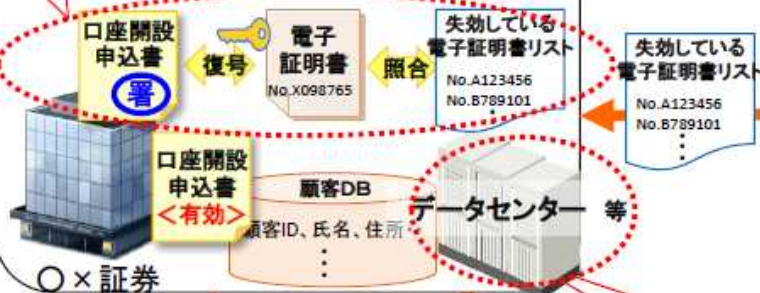 口座開設
申込書
署
復号
電子
証明書
No.X098765
照合
失効している
電子証明書リスト
No.A123456
No.B789101
⋮
失効している
電子証明書リスト
No.A123456
No.B789101
⋮
口座開設
申込書
<有効>
顧客DB
顧客ID、氏名、住所・
⋮
データセンター 等
〇×証券